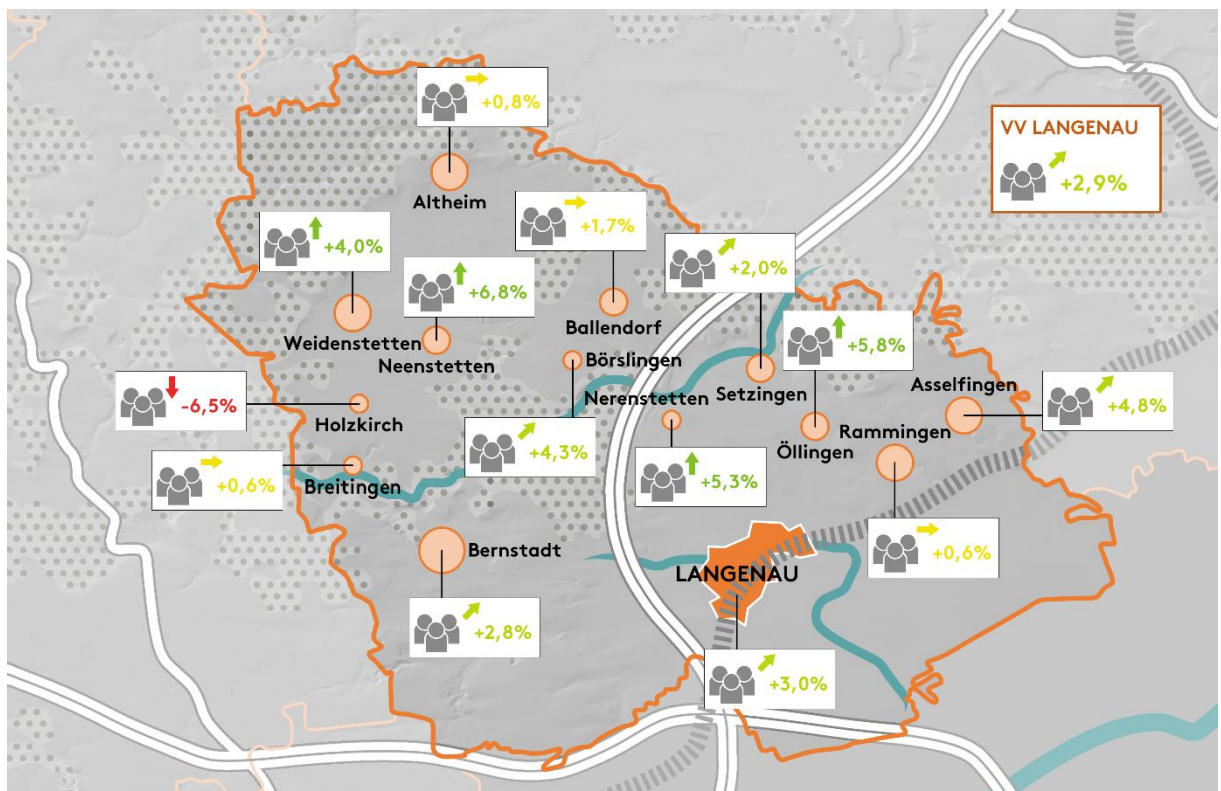 +0,8%
Altheim
VV LANGENAU
+2,9%
+1,7%
Ballendorf
+4,0%
Weidenstetten
+6,8%
Neenstetten
+2,0%
Setzingen
+5,8%
Öllingen
Börslingen
+4,3%
Nerenstetten
+5,3%
Asselfingen
+4,8%
Rammingen
+0,6%
-6,5%
Holzkirch
+0,6%
Breitingen
Bernstadt
+2,8%
LANGENAU
+3,0%